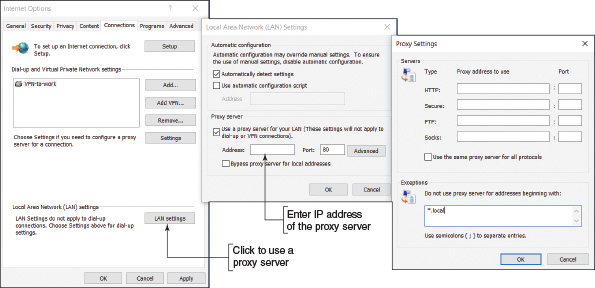 Internet Options
General Security Privacy Content Connections Programs Advanced
To set up an Internet connection, click
Setup.
Setup
Dial-up and Virtual Private Network settings
VPN-to-work
Add...
Add VPN...
Remove...
Choose Settings if you need to configure a proxy
server for a connection.
Settings
Local Area Network (LAN) settings
LAN Settings do not apply to dial-up
connections. Choose Settings above for dial-up
settings.
LAN settings
OK Cancel Apply
Local Area Network (LAN) Settings
Automatic configuration
Automatic configuration may override manual settings. To ensure
the use of manual settings, disable automatic configuration.
Automatically detect settings
Use automatic configuration script
Address
Proxy server
Use a proxy server for your LAN (These settings will not apply to
dial-up or VPN connections).
Address: Port: 80 Advanced
Bypass proxy server for local addresses
OK Cancel
Enter IP address
of the proxy server
Click to use a
proxy server
Proxy Settings
Servers
Type Proxy address to use Port
HTTP: :
Secure: :
FTP: :
Socks: :
Use the same proxy server for all protocols
Exceptions
Do not use proxy server for addresses beginning with:
*.local
Use semicolons ( ; ) to separate entries.
OK Cancel